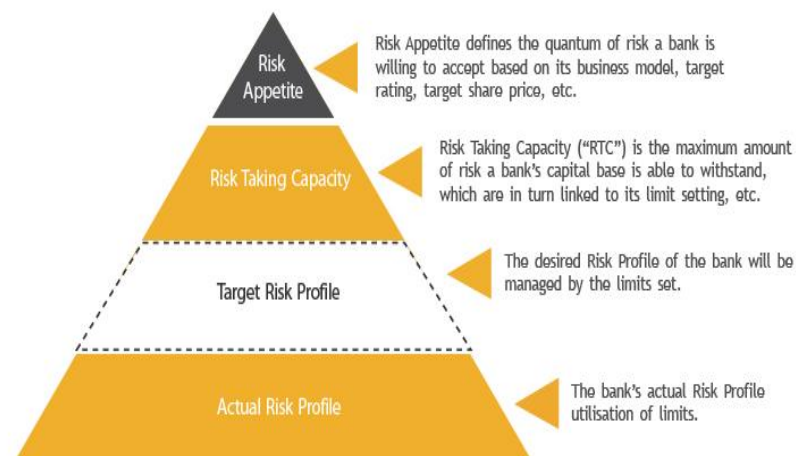 Risk
Appetite
Risk Appetite defines the quantum of risk a bank is
willing to accept based on its business model, target
rating, target share price, etc.
Risk Taking Capacity
Risk Taking Capacity (“RTC”) is the maximum amount
of risk a bank’s capital base is able to withstand,
which are in turn linked to its limit setting, etc.
Target Risk Profile
The desired Risk Profile of the bank will be
managed by the limits set.
Actual Risk Profile
The bank’s actual Risk Profile
utilisation of limits.